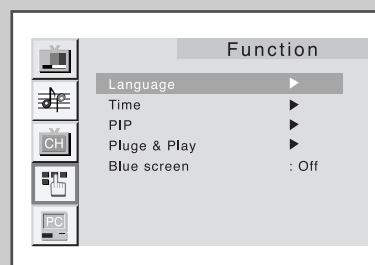 Function
Language ▶
Time ▶
PIP ▶
Pluge & Play ▶
Blue screen : Off
CH
PC